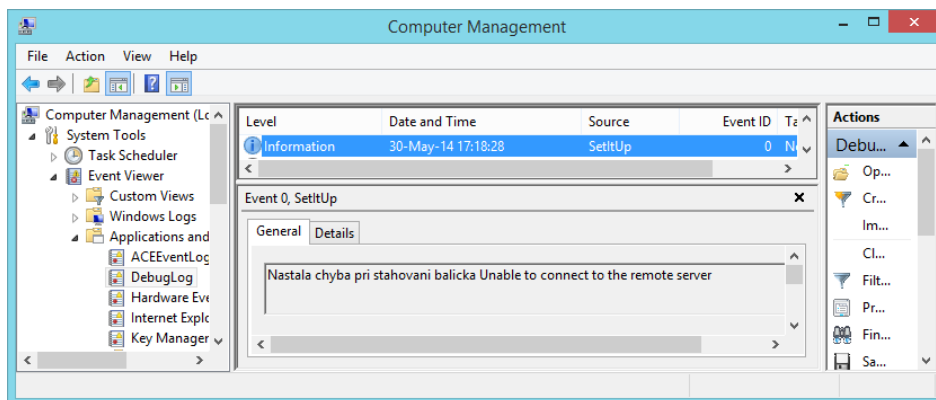 Computer Management
File Action View Help
Computer Management (Lc
System Tools
Task Scheduler
Event Viewer
Custom Views
Windows Logs
Applications and
ACEEventLog
DebugLog
Hardware Eve
Internet Explc
Key Manager
Level Date and Time Source Event ID Ta
Information 30-May-14 17:18:28 SetItUp 0
Event 0, SetItUp
General Details
Nastala chyba pri stahovani balicka Unable to connect to the remote server
Actions
Debu...
Op...
Cr...
Im...
Cl...
Filt...
Pr...
Fin...
Sa...